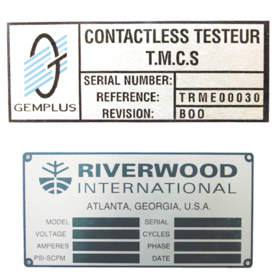 CONTACTLESS TESTEUR
T.M.C.S
GEMPLUS
SERIAL NUMBER:
REFERENCE: TRME00030
REVISION: B00
RIVERWOOD
INTERNATIONAL
ATLANTA, GEORGIA, U.S.A.
MODEL SERIAL
VOLTAGE CYCLES
AMPERES PHASE
PSI-SCFM DATE